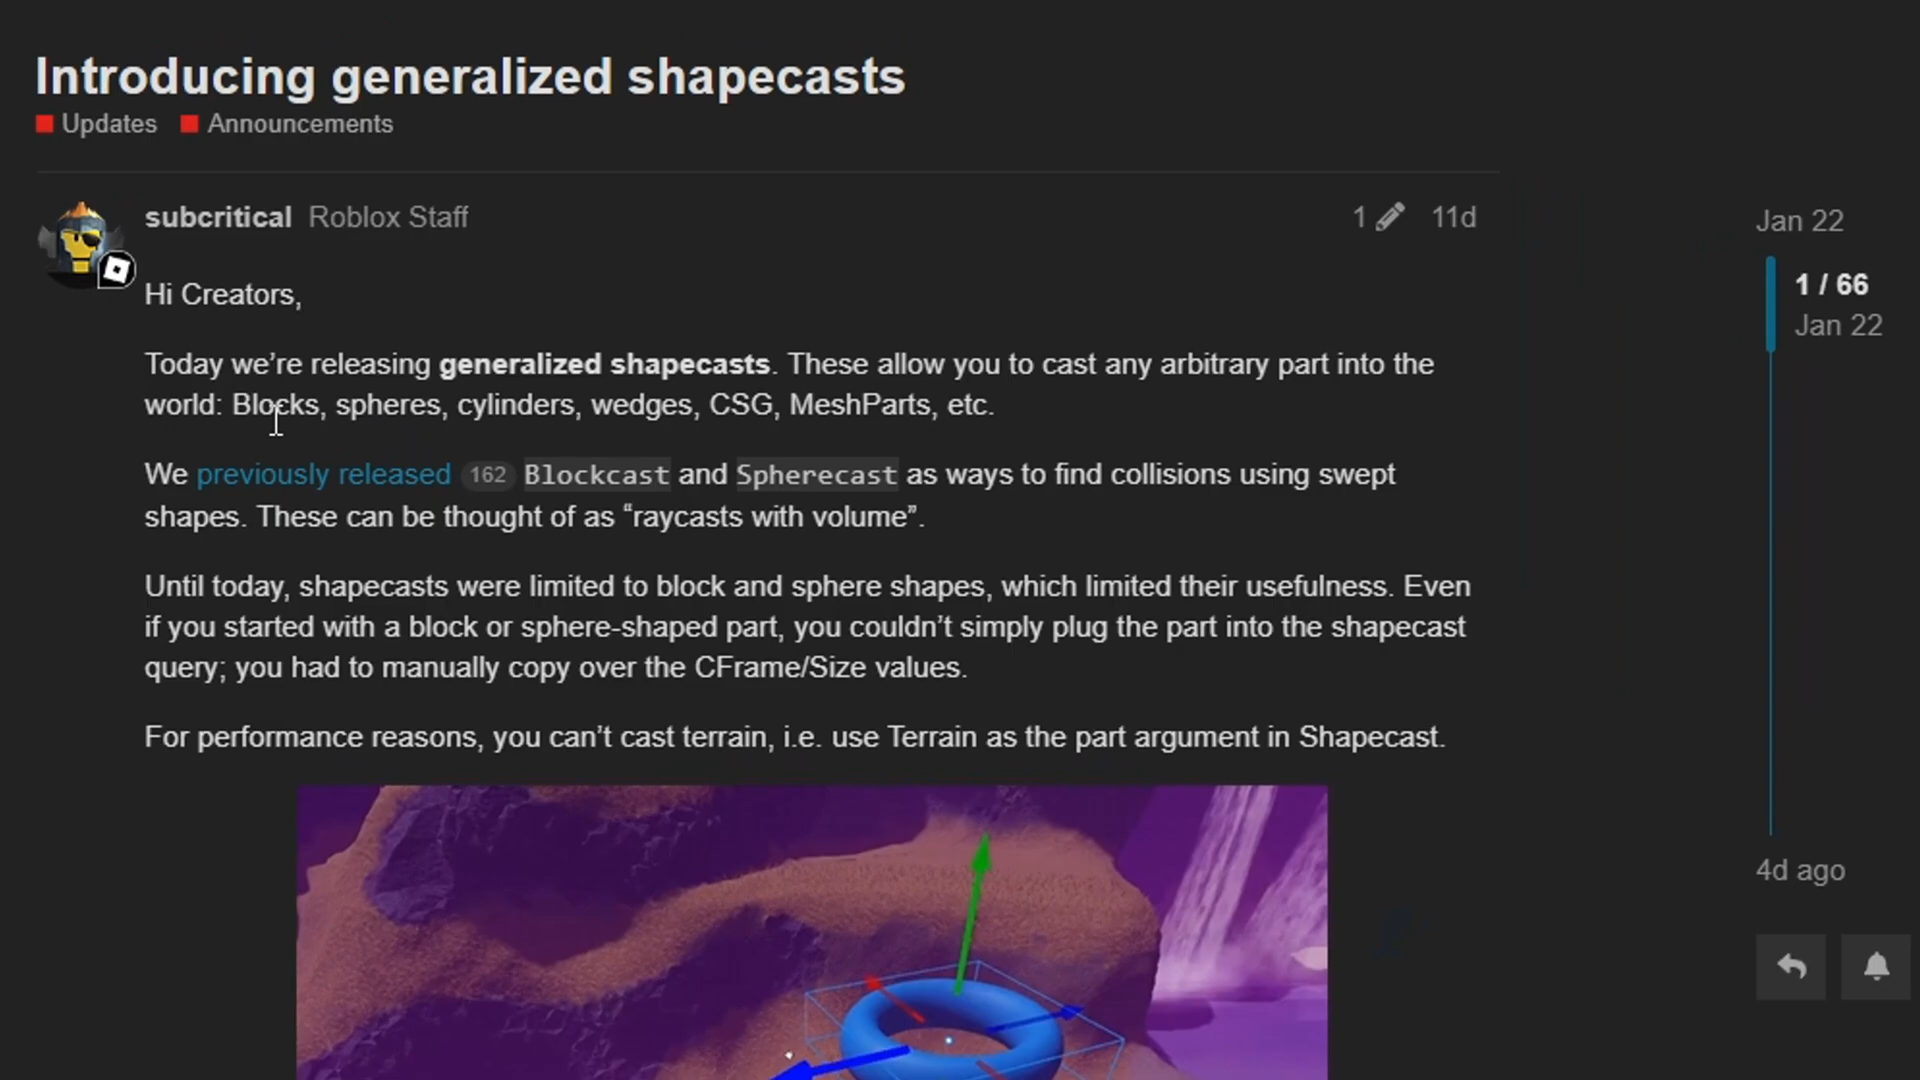 Introducing generalized shapecasts
Updates Announcements
subcritical Roblox Staff 1 11d
Hi Creators,
Today we’re releasing generalized shapecasts. These allow you to cast any arbitrary part into the
world: Blocks, spheres, cylinders, wedges, CSG, MeshParts, etc.
We previously released 162 Blockcast and Spherecast as ways to find collisions using swept
shapes. These can be thought of as “raycasts with volume”.
Until today, shapecasts were limited to block and sphere shapes, which limited their usefulness. Even
if you started with a block or sphere-shaped part, you couldn’t simply plug the part into the shapecast
query; you had to manually copy over the CFrame/Size values.
For performance reasons, you can’t cast terrain, i.e. use Terrain as the part argument in Shapecast.
Jan 22
1 / 66
Jan 22
4d ago